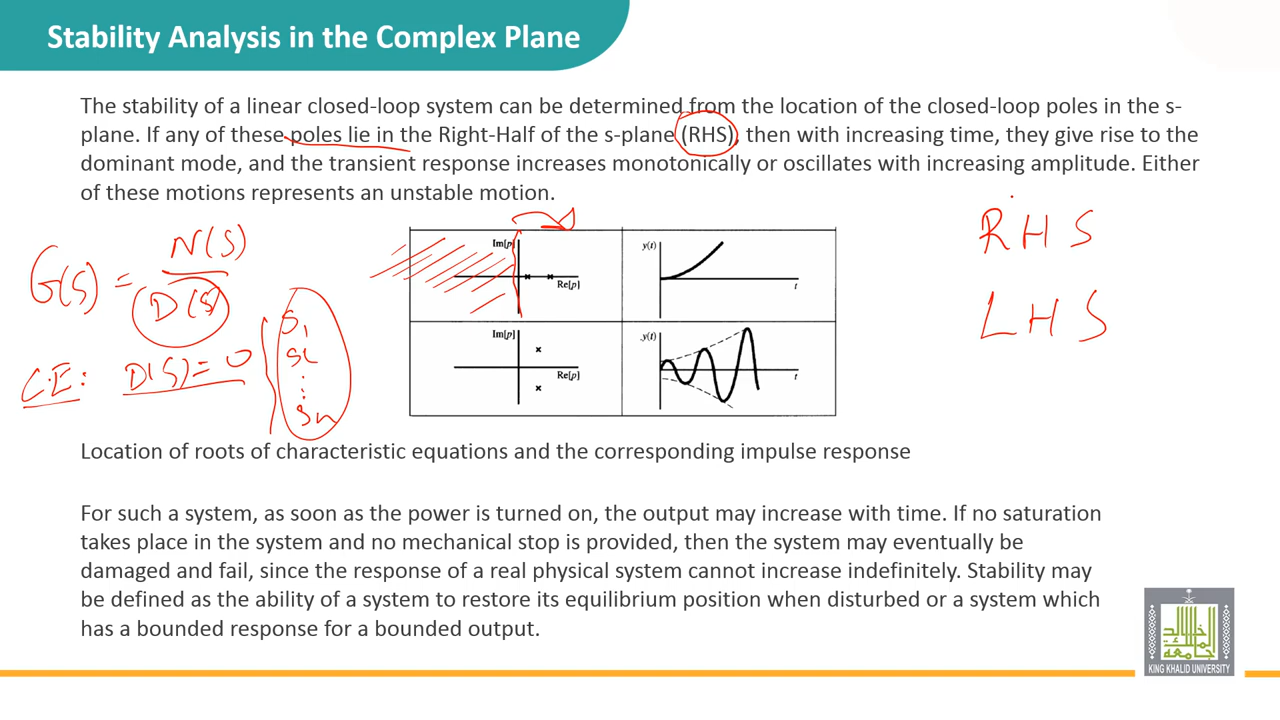 Stability Analysis in the Complex Plane
The stability of a linear closed-loop system can be determined from the location of the closed-loop poles in the s-
plane. If any of these poles lie in the Right-Half of the s-plane (RHS), then with increasing time, they give rise to the
dominant mode, and the transient response increases monotonically or oscillates with increasing amplitude. Either
of these motions represents an unstable motion.
G(S) = N(S)
D(S)
C.E: D(S) = 0
S1
⋮
Sn
Im[p]
Re[p]
y(t)
t
Im[p]
Re[p]
y(t)
t
RHS
LHS
Location of roots of characteristic equations and the corresponding impulse response
For such a system, as soon as the power is turned on, the output may increase with time. If no saturation
takes place in the system and no mechanical stop is provided, then the system may eventually be
damaged and fail, since the response of a real physical system cannot increase indefinitely. Stability may
be defined as the ability of a system to restore its equilibrium position when disturbed or a system which
has a bounded response for a bounded output.
KING KHALID UNIVERSITY